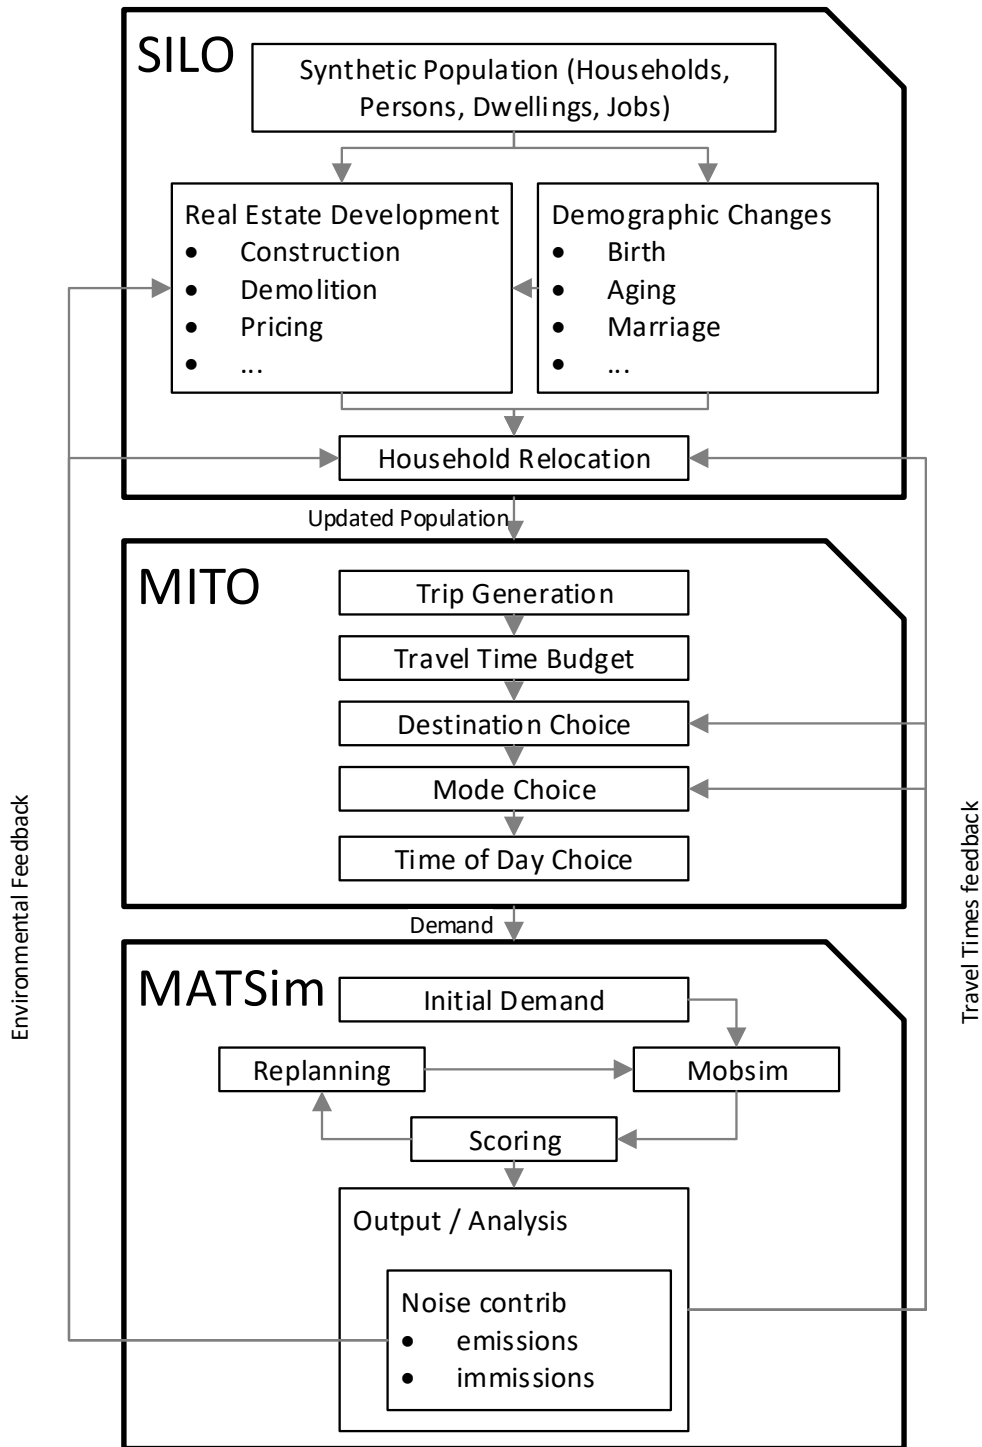 SILO
Synthetic Population (Households,
Persons, Dwellings, Jobs)
Real Estate Development
• Construction
• Demolition
• Pricing
• ...
Demographic Changes
• Birth
• Aging
• Marriage
• ...
Household Relocation
Updated Population
MITO
Trip Generation
Travel Time Budget
Destination Choice
Mode Choice
Time of Day Choice
Environmental Feedback
Travel Times feedback
Demand
MATSim
Initial Demand
Replanning
Mobsim
Scoring
Output / Analysis
Noise contrib
• emissions
• immissions